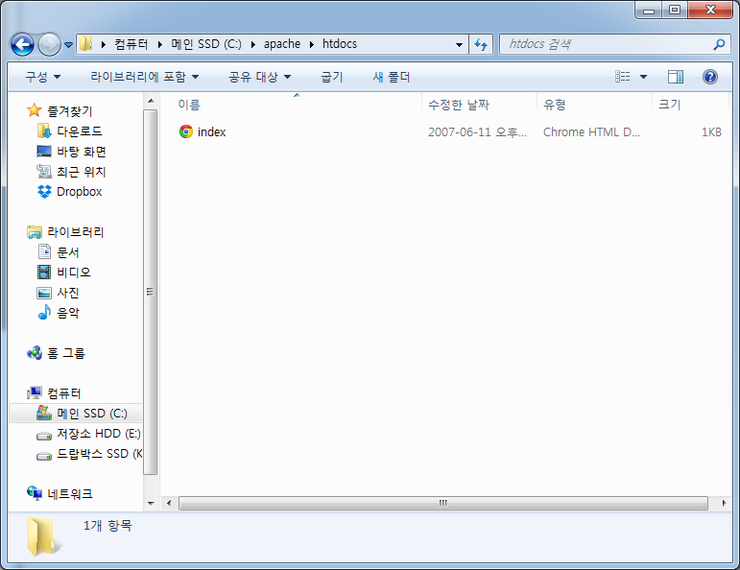 컴퓨터 메인 SSD (C:) apache htdocs htdocs 검색
구성 라이브러리에 포함 공유 대상 굽기 새 폴더
이름 수정한 날짜 유형 크기
index 2007-06-11 오후... Chrome HTML D... 1KB
즐겨찾기
다운로드
바탕 화면
최근 위치
Dropbox
라이브러리
문서
비디오
사진
음악
홈 그룹
컴퓨터
메인 SSD (C:)
저장소 HDD (E:)
드랍박스 SSD (K
네트워크
1개 항목